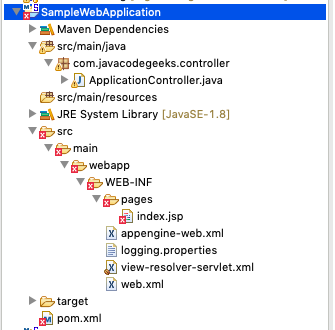 SampleWebApplication
Maven Dependencies
src/main/java
com.javacodegeeks.controller
ApplicationController.java
src/main/resources
JRE System Library [JavaSE-1.8]
src
main
webapp
WEB-INF
pages
index.jsp
appengine-web.xml
logging.properties
view-resolver-servlet.xml
web.xml
target
pom.xml